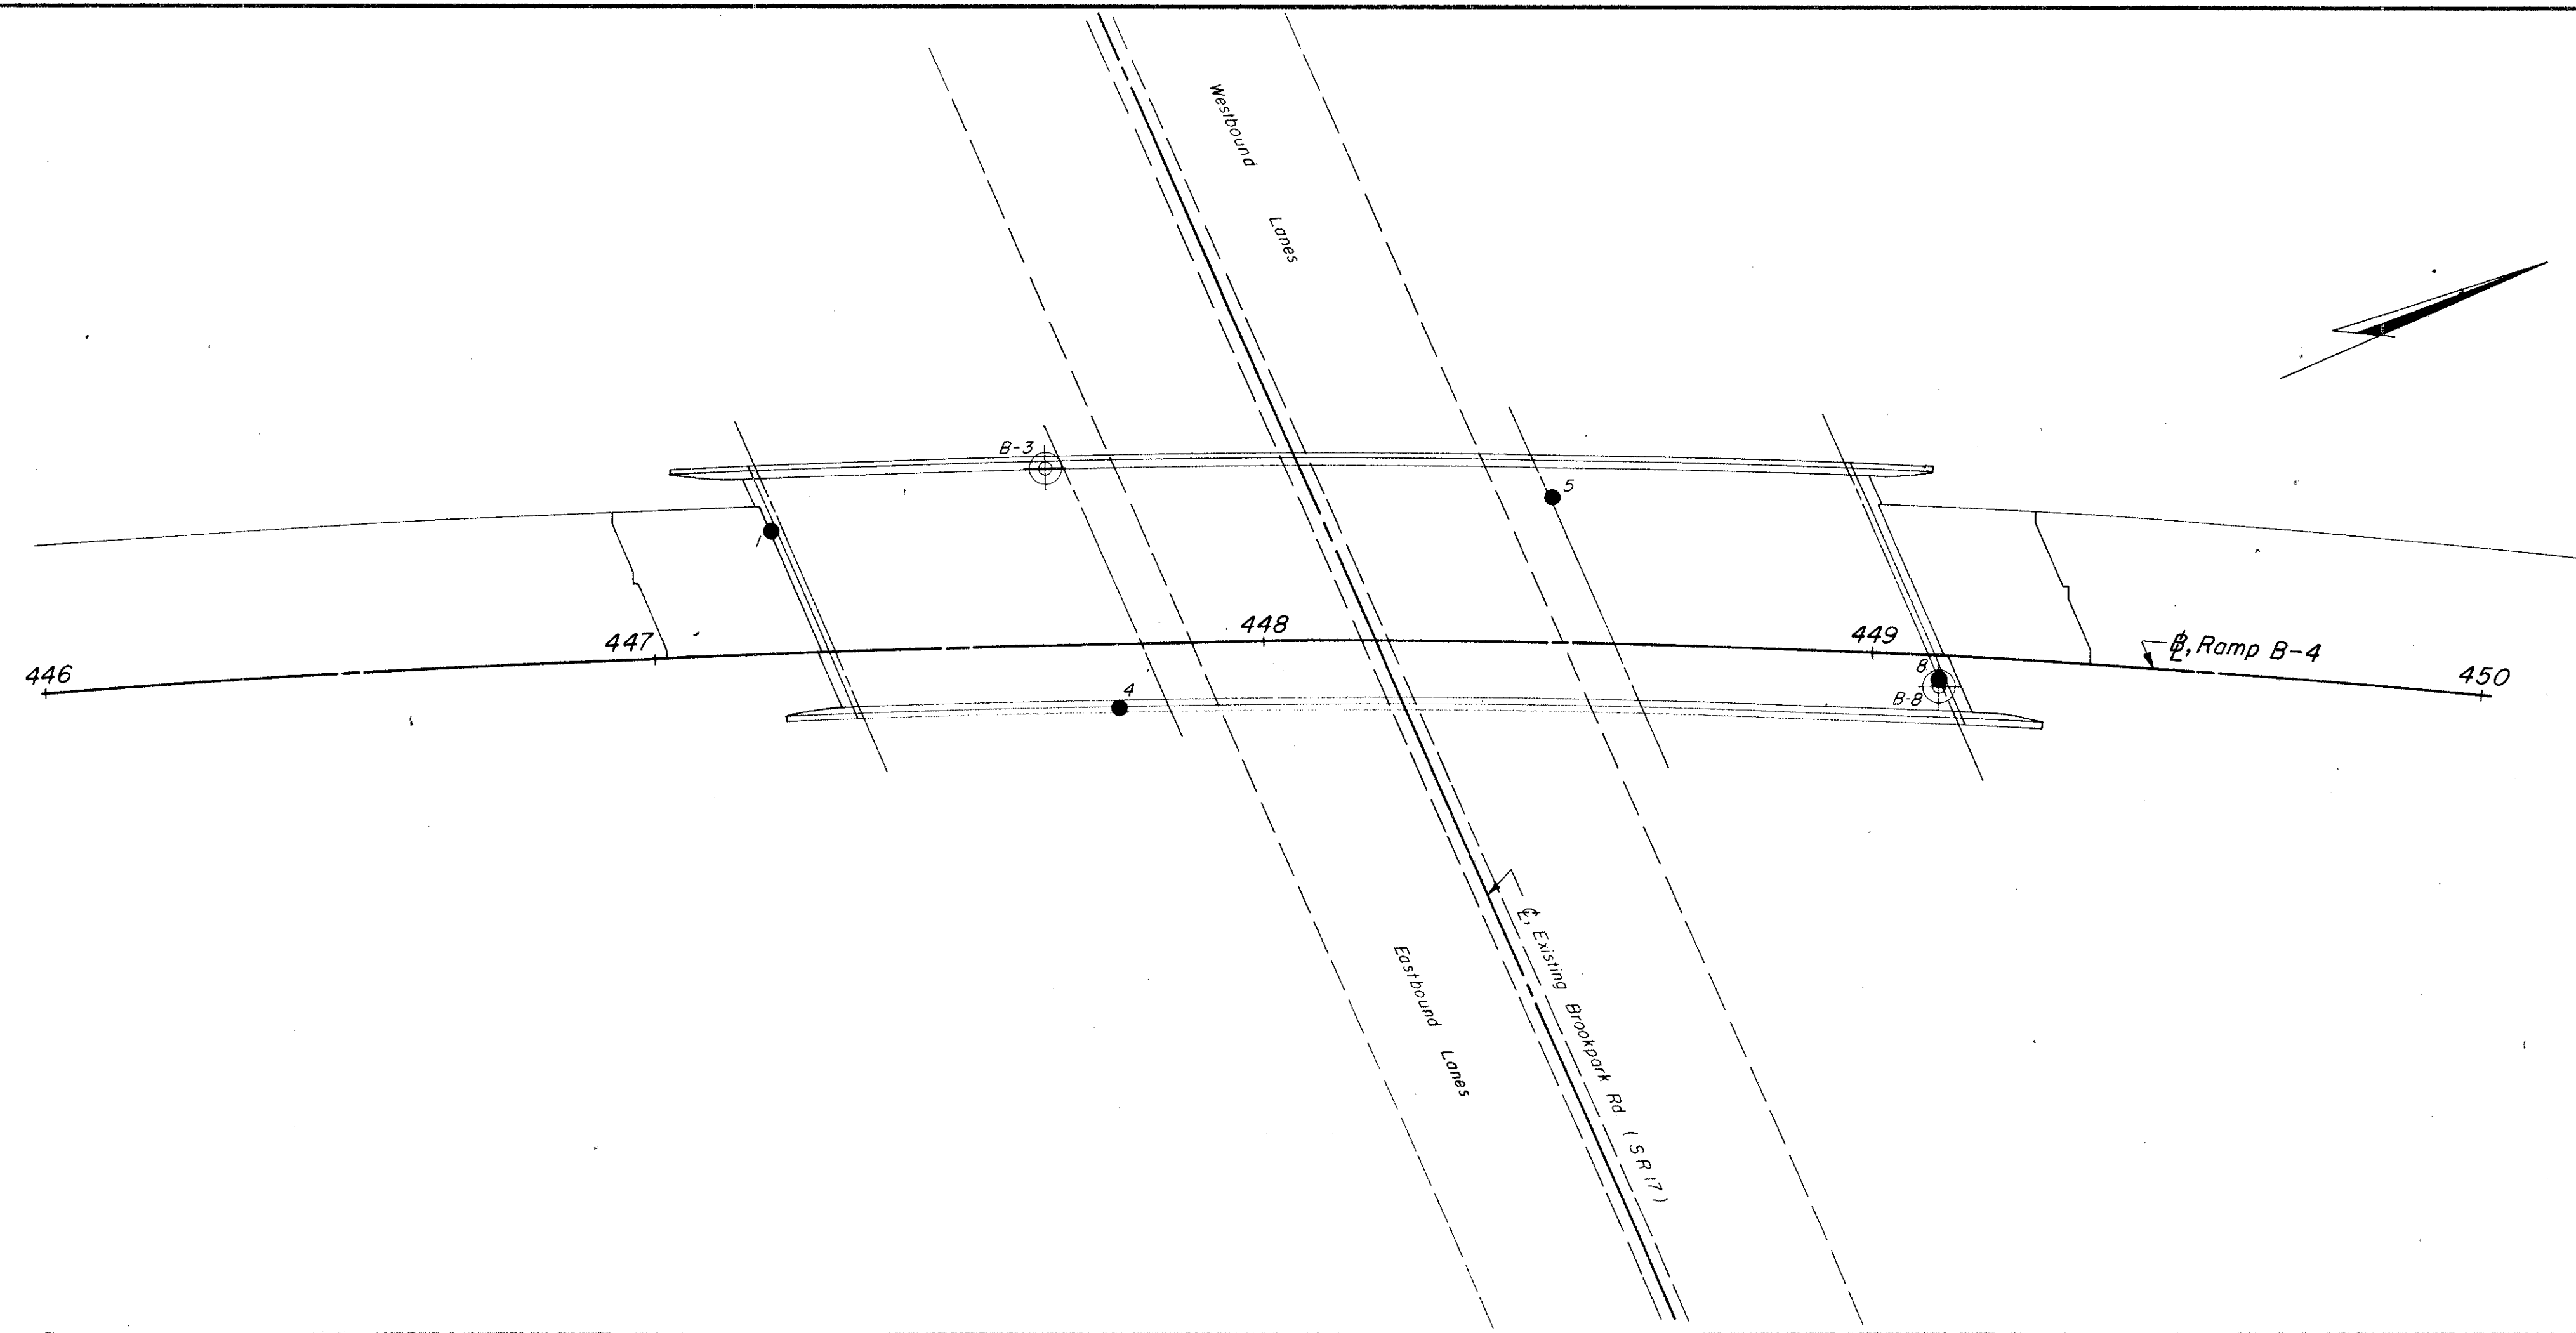 Westbound Lanes
B-3
5
1
448
447
449
℄, Ramp B-4
446
8
450
4
B-8
℄, Existing Brookpark Rd. (SR 17)
Eastbound Lanes